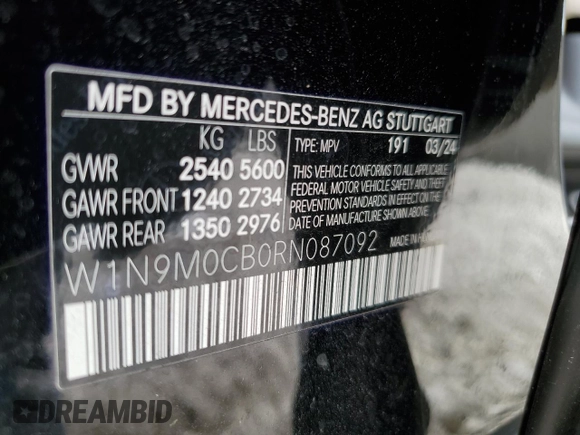 MFD BY MERCEDES-BENZ AG STUTTGART
KG LBS
GVWR 2540 5600
GAWR FRONT 1240 2734
GAWR REAR 1350 2976
TYPE: MPV 191 03/24
THIS VEHICLE CONFORMS TO ALL APPLICABLE
FEDERAL MOTOR VEHICLE SAFETY AND THEFT
PREVENTION STANDARDS IN EFFECT ON THE
DATE OF MANUFACTURE SHOWN ABOVE.
W1N9M0CB0RN087092
MADE IN
DREAMBID